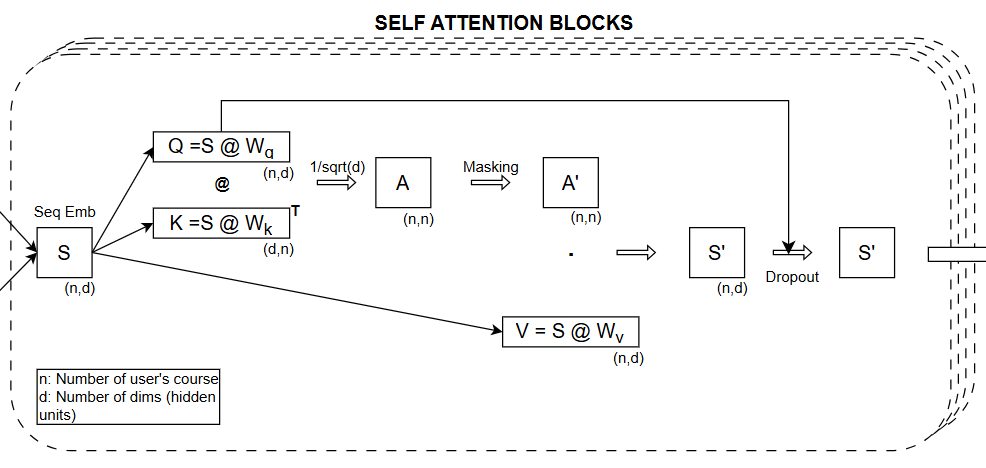 SELF ATTENTION BLOCKS
Q =S @ Wq
(n,d)
@
K =S @ Wk
T
(d,n)
1/sqrt(d)
A
(n,n)
Masking
A'
(n,n)
Seq Emb
S
(n,d)
.
S'
(n,d)
Dropout
S'
V = S @ Wv
(n,d)
n: Number of user's course
d: Number of dims (hidden
units)